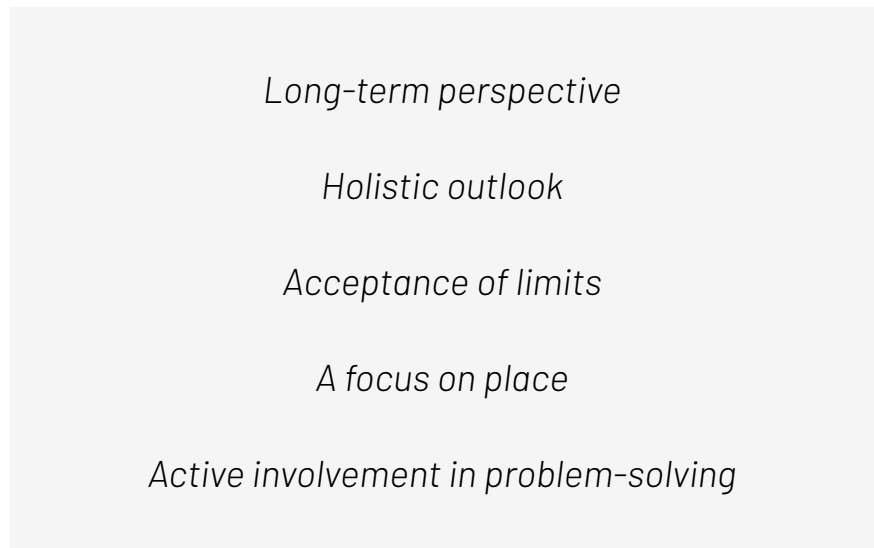 Long-term perspective
Holistic outlook
Acceptance of limits
A focus on place
Active involvement in problem-solving